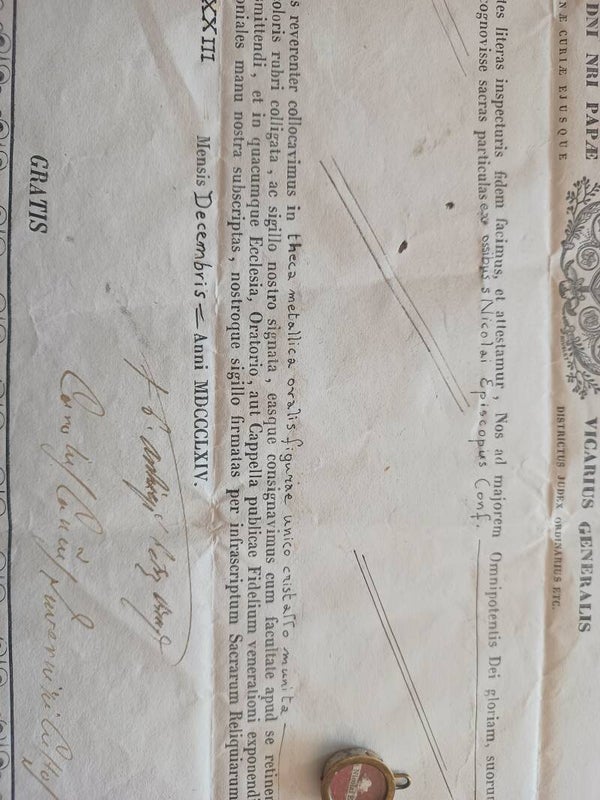 DNI NRI PAPÆ VICARIUS GENERALIS
NÆ CURIÆ EJUSQUE DISTRICTUS JUDEX ORDINARIUS ETC.
tes literas inspecturis fidem facimus, et attestamur, Nos ad majorem Omnipotentis Dei gloriam, suoru
cognovisse sacras particulas ex ossibus S Nicolai Episcopus Conf.
s reverenter collocavimus in theca metallica ovalis figurae unico cristallo munita
oloris rubri colligata, ac sigillo nostro signata, easque consignavimus cum facultate apud se retinen
mittendi, et in quacumque Ecclesia, Oratorio, aut Cappella publicae Fidelium venerationi exponendi
oniales manu nostra subscriptas, nostroque sigillo firmatas per infrascriptum Sacrarum Reliquiarum
XXIII Mensis Decembris = Anni MDCCCLXIV.
GRATIS